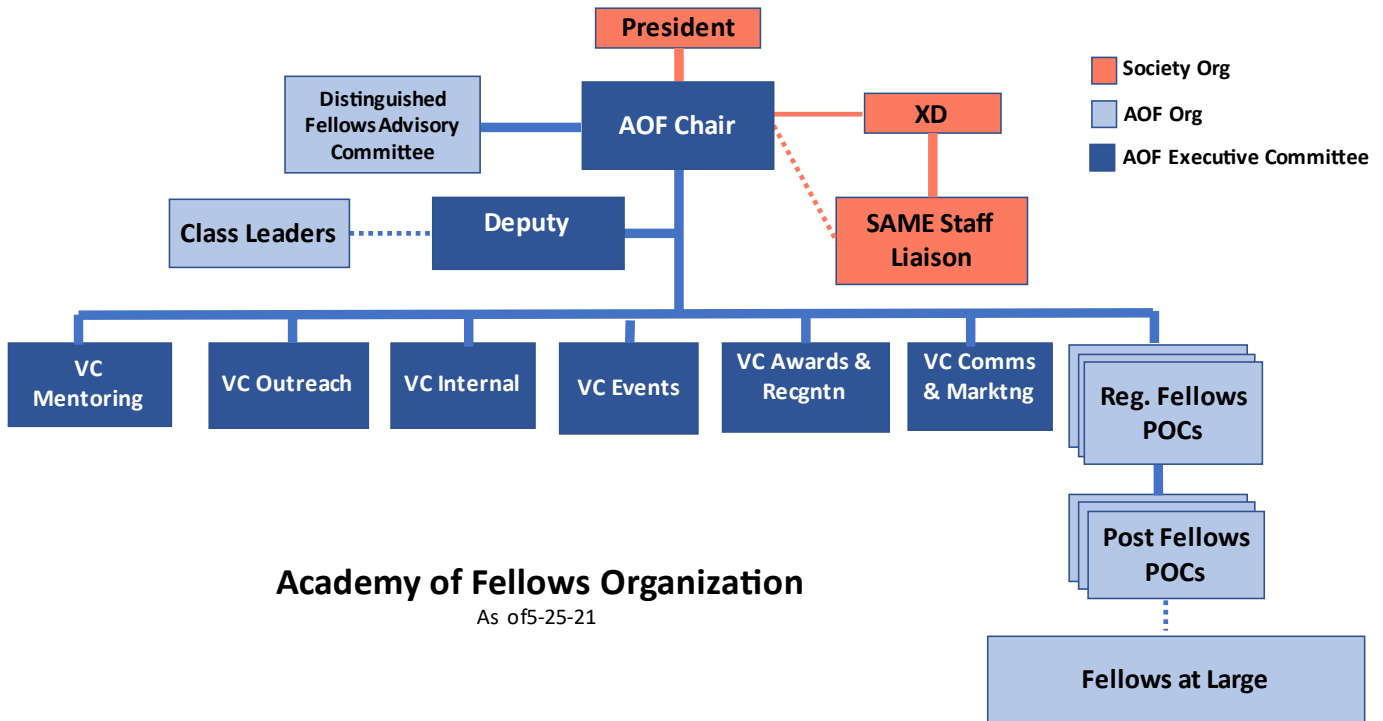 President
Society Org
AOF Org
AOF Executive Committee
Distinguished
Fellows Advisory
Committee
AOF Chair
XD
Class Leaders
Deputy
SAME Staff
Liaison
VC
Mentoring
VC Outreach
VC Internal
VC Events
VC Awards &
Recgntn
VC Comms
& Marktng
Reg. Fellows
POCs
Post Fellows
POCs
Academy of Fellows Organization
As of5-25-21
Fellows at Large